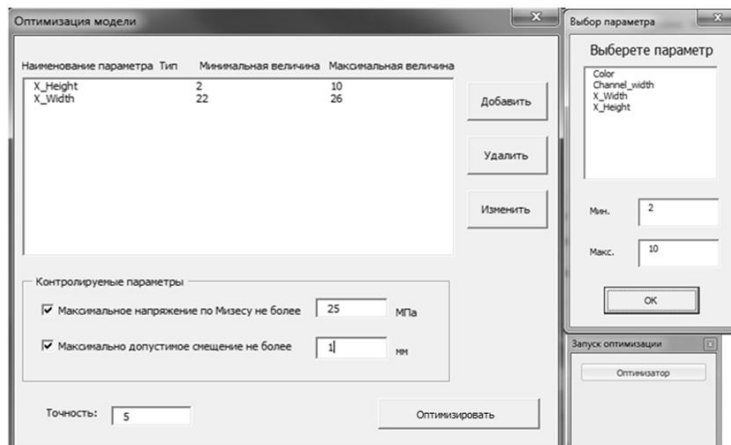 Оптимизация модели
Наименование параметра Тип Минимальная величина Максимальная величина
X_Height 2 10
X_Width 22 26
Добавить
Удалить
Изменить
Контролируемые параметры
Максимальное напряжение по Мизесу не более 25 МПа
Максимально допустимое смещение не более 1 мм
Точность: 5
Оптимизировать
Выбор параметра
Выберете параметр
Color
Channel_width
X_Width
X_Height
Мин. 2
Макс. 10
OK
Запуск оптимизации
Оптимизатор